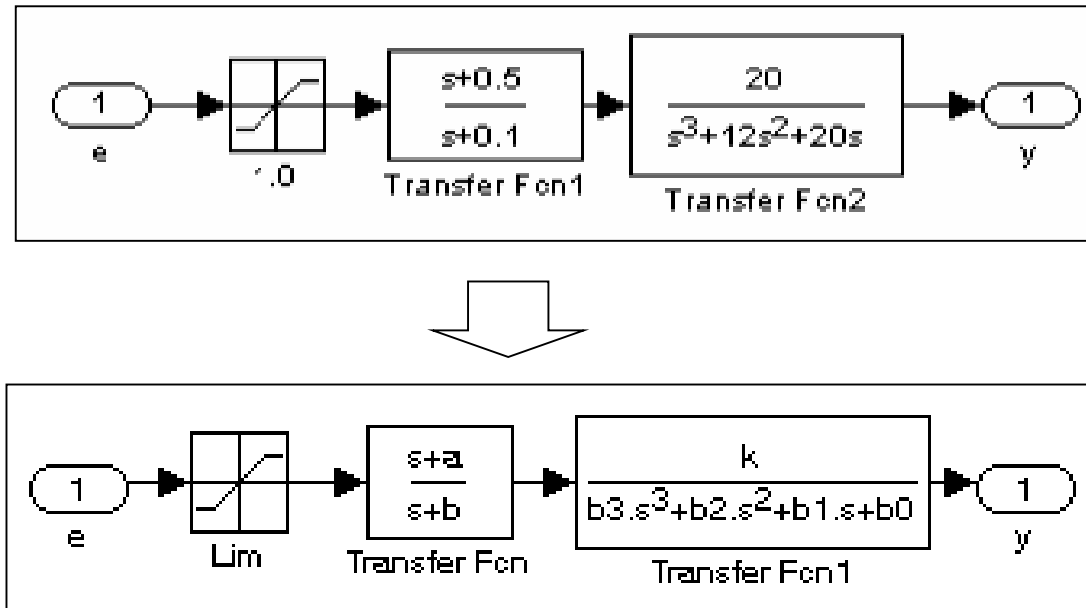 1
e
1.0
s+0.5
s+0.1
Transfer Fcn1
20
s³+12s²+20s
Transfer Fcn2
1
y
1
e
Lim
s+a
s+b
Transfer Fcn
k
b3.s³+b2.s²+b1.s+b0
Transfer Fcn1
1
y